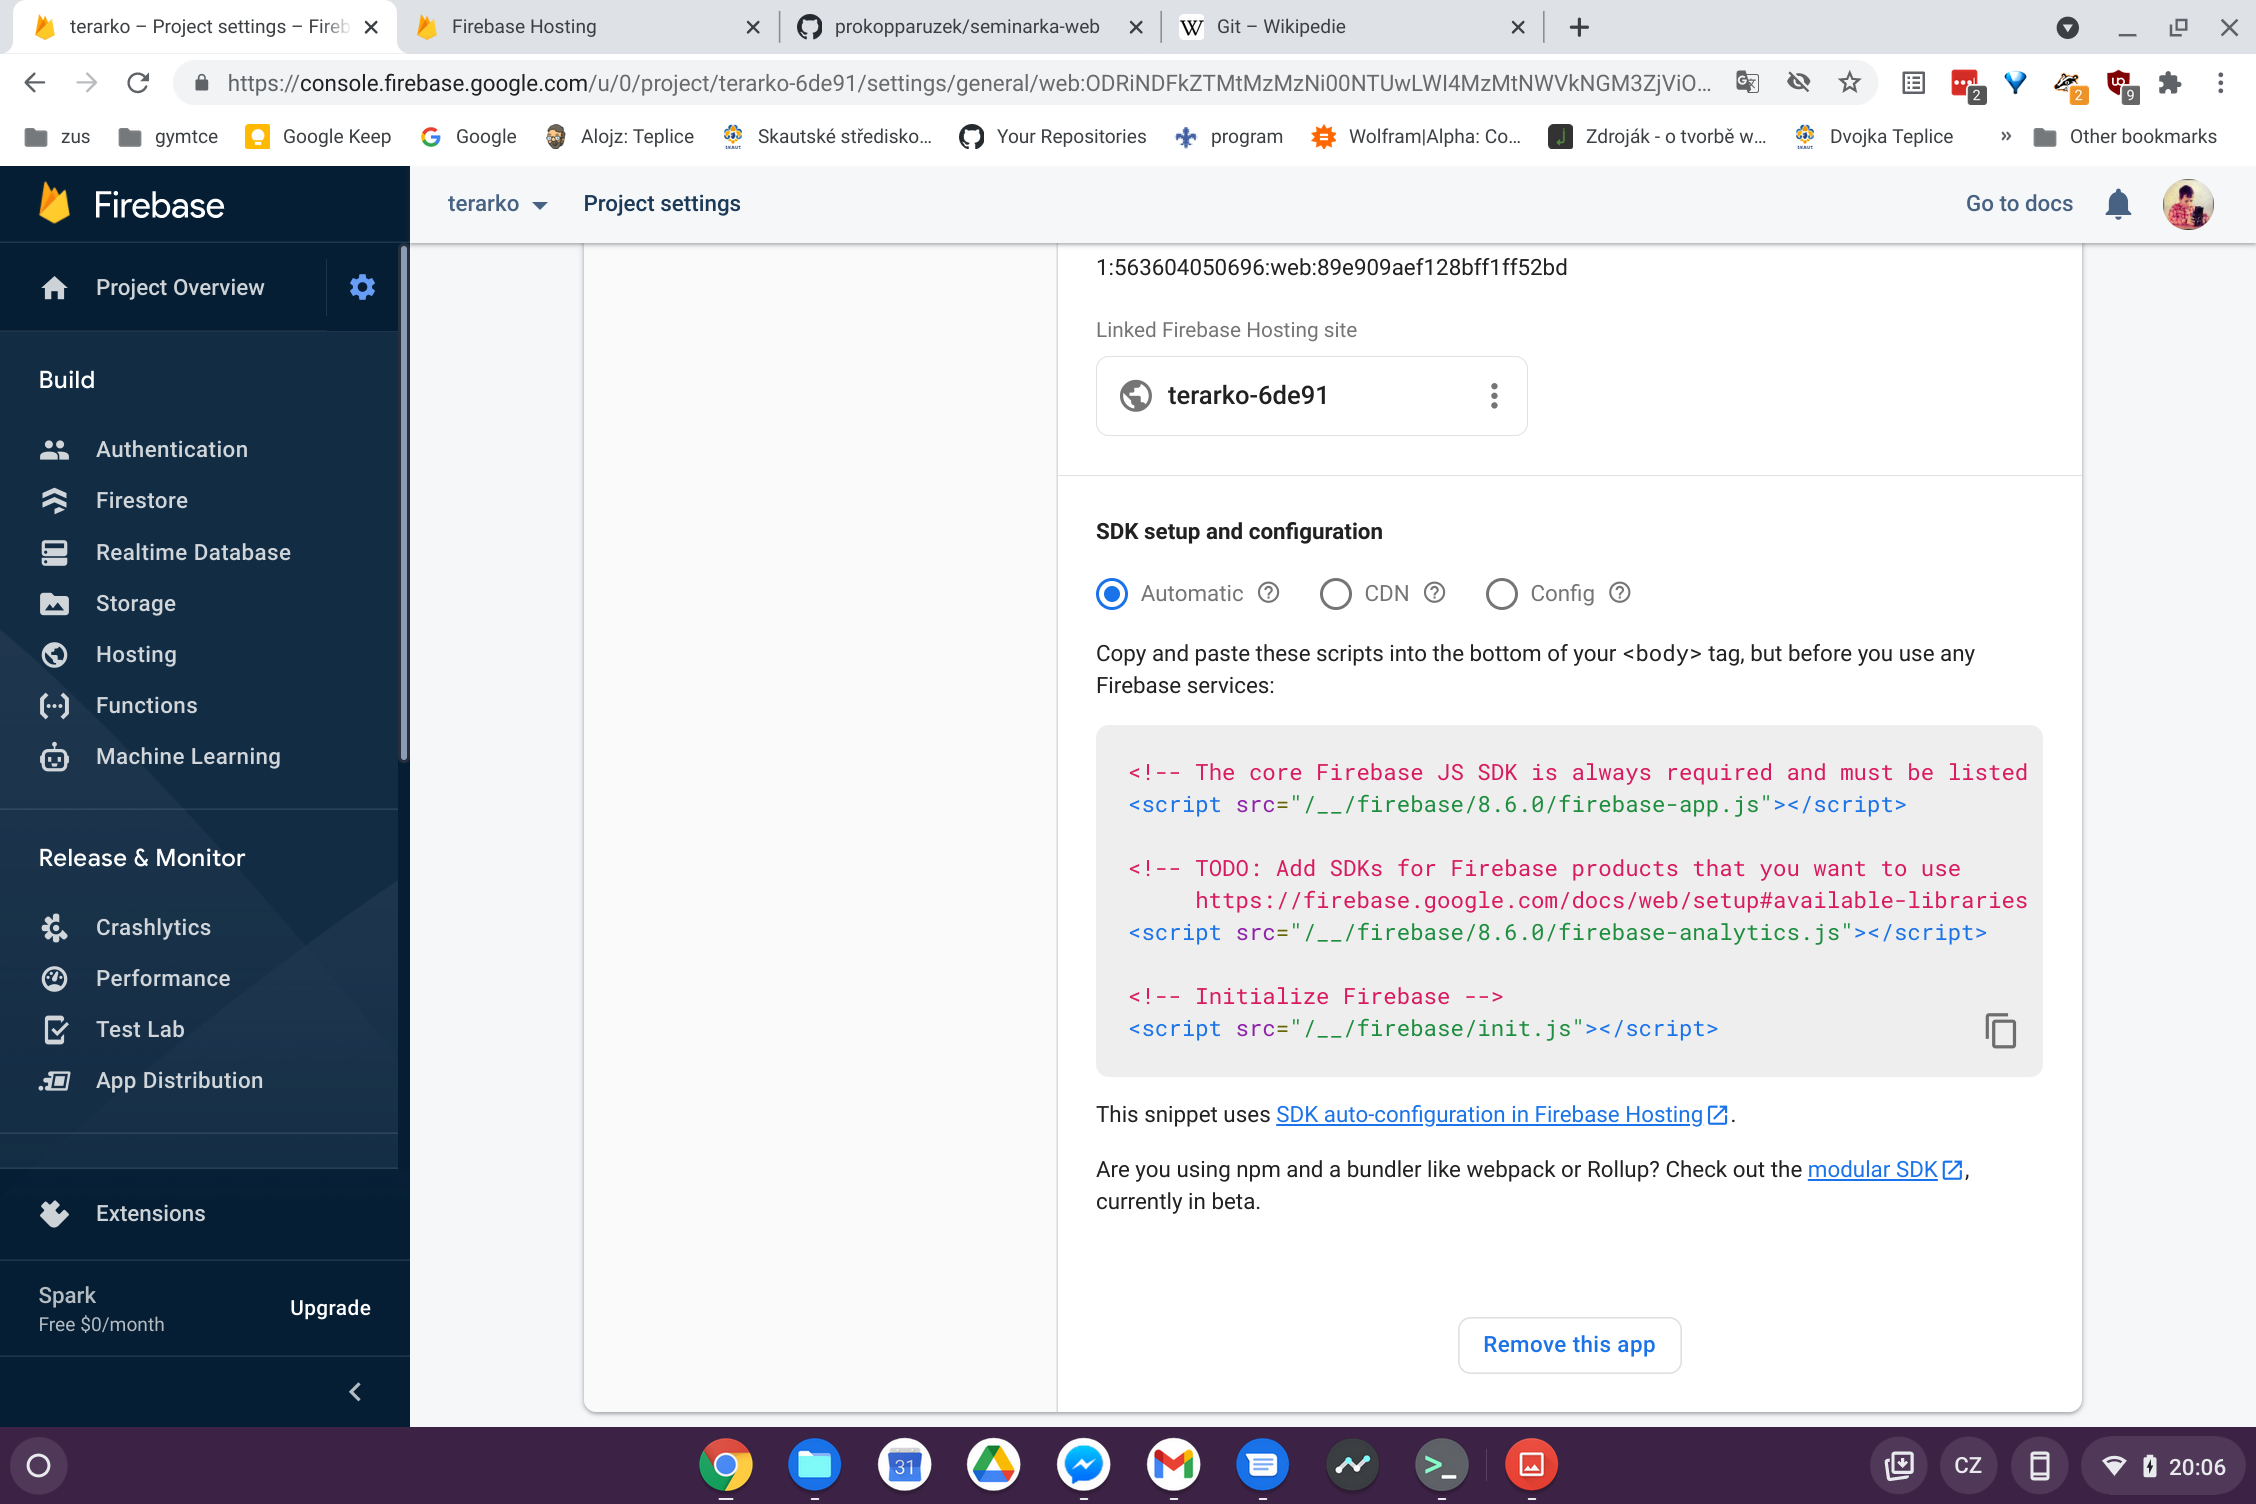 terarko – Project settings – Fireb
Firebase Hosting
prokopparuzek/seminarka-web
W Git – Wikipedie
https://console.firebase.google.com/u/0/project/terarko-6de91/settings/general/web:ODRiNDFkZTMtMzMzNi00NTUwLWI4MzMtNWVkNGM3ZjViO...
2
2
9
zus
gymtce
Google Keep
Google
Alojz: Teplice
Skautské středisko...
Your Repositories
program
Wolfram|Alpha: Co...
Zdroják - o tvorbě w...
Dvojka Teplice
»
Other bookmarks
Firebase
terarko
Project settings
Go to docs
Project Overview
Build
Authentication
Firestore
Realtime Database
Storage
Hosting
Functions
Machine Learning
Release & Monitor
Crashlytics
Performance
Test Lab
App Distribution
Extensions
Spark
Free $0/month
Upgrade
1:563604050696:web:89e909aef128bff1ff52bd
Linked Firebase Hosting site
terarko-6de91
SDK setup and configuration
Automatic
CDN
Config
Copy and paste these scripts into the bottom of your <body> tag, but before you use any
Firebase services:
<!-- The core Firebase JS SDK is always required and must be listed
<script src="/__/firebase/8.6.0/firebase-app.js"></script>
<!-- TODO: Add SDKs for Firebase products that you want to use
https://firebase.google.com/docs/web/setup#available-libraries
<script src="/__/firebase/8.6.0/firebase-analytics.js"></script>
<!-- Initialize Firebase -->
<script src="/__/firebase/init.js"></script>
This snippet uses SDK auto-configuration in Firebase Hosting.
Are you using npm and a bundler like webpack or Rollup? Check out the modular SDK,
currently in beta.
Remove this app
31
CZ
20:06